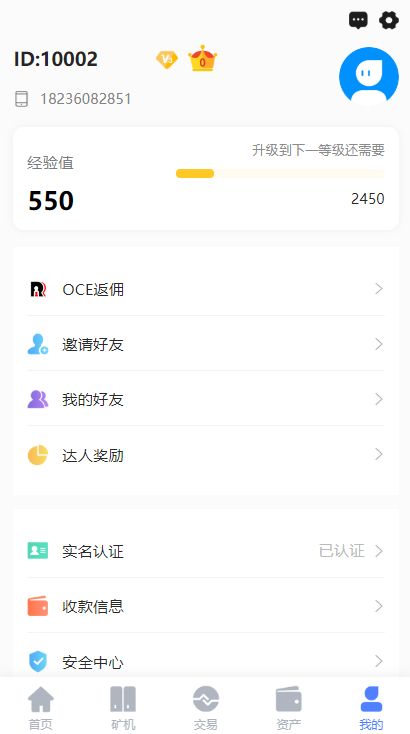 ID:10002
0
18236082851
升级到下一等级还需要
经验值
550
2450
OCE返佣
邀请好友
我的好友
达人奖励
实名认证
已认证
收款信息
安全中心
首页
矿机
交易
资产
我的